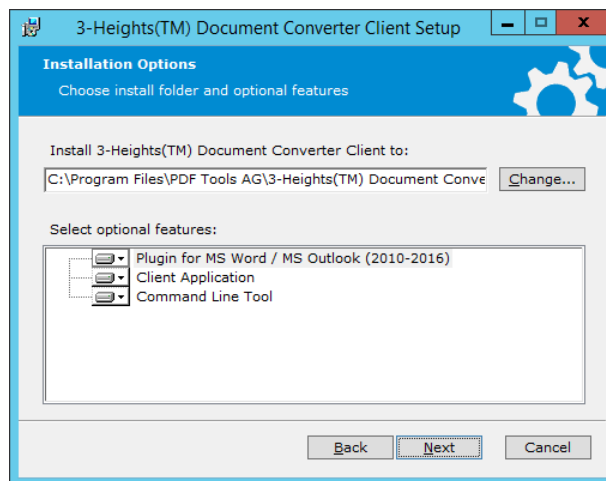 3-Heights(TM) Document Converter Client Setup
Installation Options
Choose install folder and optional features
Install 3-Heights(TM) Document Converter Client to:
C:\Program Files\PDF Tools AG\3-Heights(TM) Document Conve
Change...
Select optional features:
Plugin for MS Word / MS Outlook (2010-2016)
Client Application
Command Line Tool
Back Next Cancel